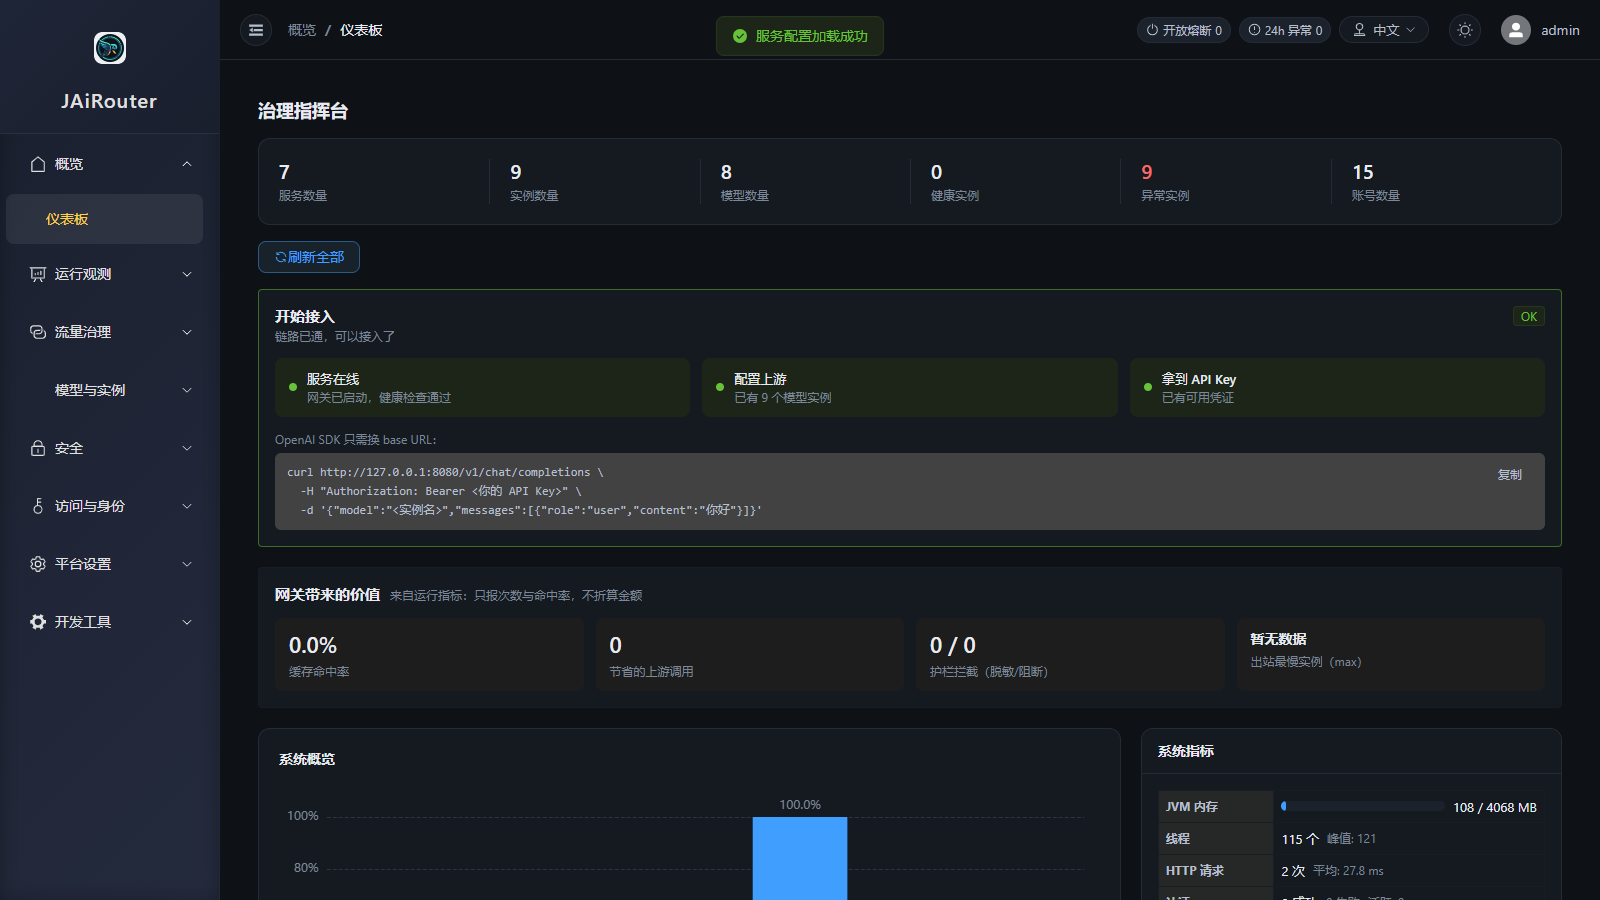 JAiRouter
概览
仪表板
运行观测
流量治理
模型与实例
安全
访问与身份
平台设置
开发工具
概览 / 仪表板
服务配置加载成功
开放熔断 0
24h 异常 0
中文
admin
治理指挥台
7
服务数量
9
实例数量
8
模型数量
0
健康实例
9
异常实例
15
账号数量
刷新全部
开始接入
OK
链路已通，可以接入了
服务在线
网关已启动，健康检查通过
配置上游
已有 9 个模型实例
拿到 API Key
已有可用凭证
OpenAI SDK 只需换 base URL:
curl http://127.0.0.1:8080/v1/chat/completions \
-H "Authorization: Bearer <你的 API Key>" \
-d '{"model":"<实例名>","messages":[{"role":"user","content":"你好"}]}'
复制
网关带来的价值 来自运行指标：只报次数与命中率，不折算金额
0.0%
缓存命中率
0
节省的上游调用
0 / 0
护栏拦截（脱敏/阻断）
暂无数据
出站最慢实例（max）
系统概览
100.0%
100%
80%
系统指标
JVM 内存 108 / 4068 MB
线程 115 个 峰值: 121
HTTP 请求 2 次 平均: 27.8 ms